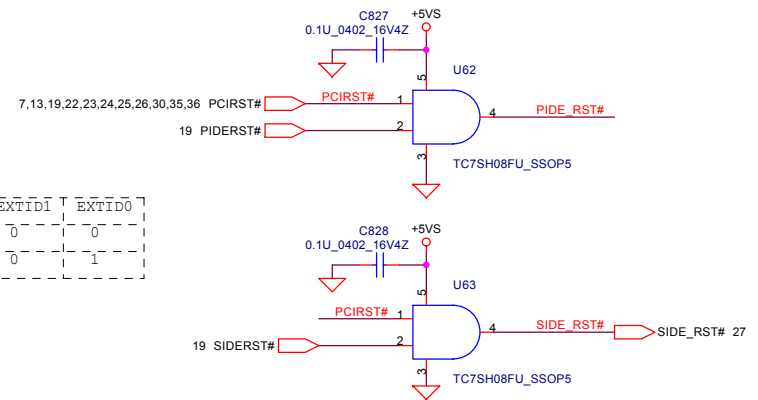 C827 +5VS
0.1U_0402_16V4Z
5 U62
7,13,19,22,23,24,25,26,30,35,36 PCIRST# PCIRST# 1
4 PIDE_RST#
19 PIDERST# 2
3
TC7SH08FU_SSOP5
EXTID1 EXTID0
0 0
0 1
C828 +5VS
0.1U_0402_16V4Z
5 U63
PCIRST# 1
4 SIDE_RST# SIDE_RST# 27
19 SIDERST# 2
3
TC7SH08FU_SSOP5